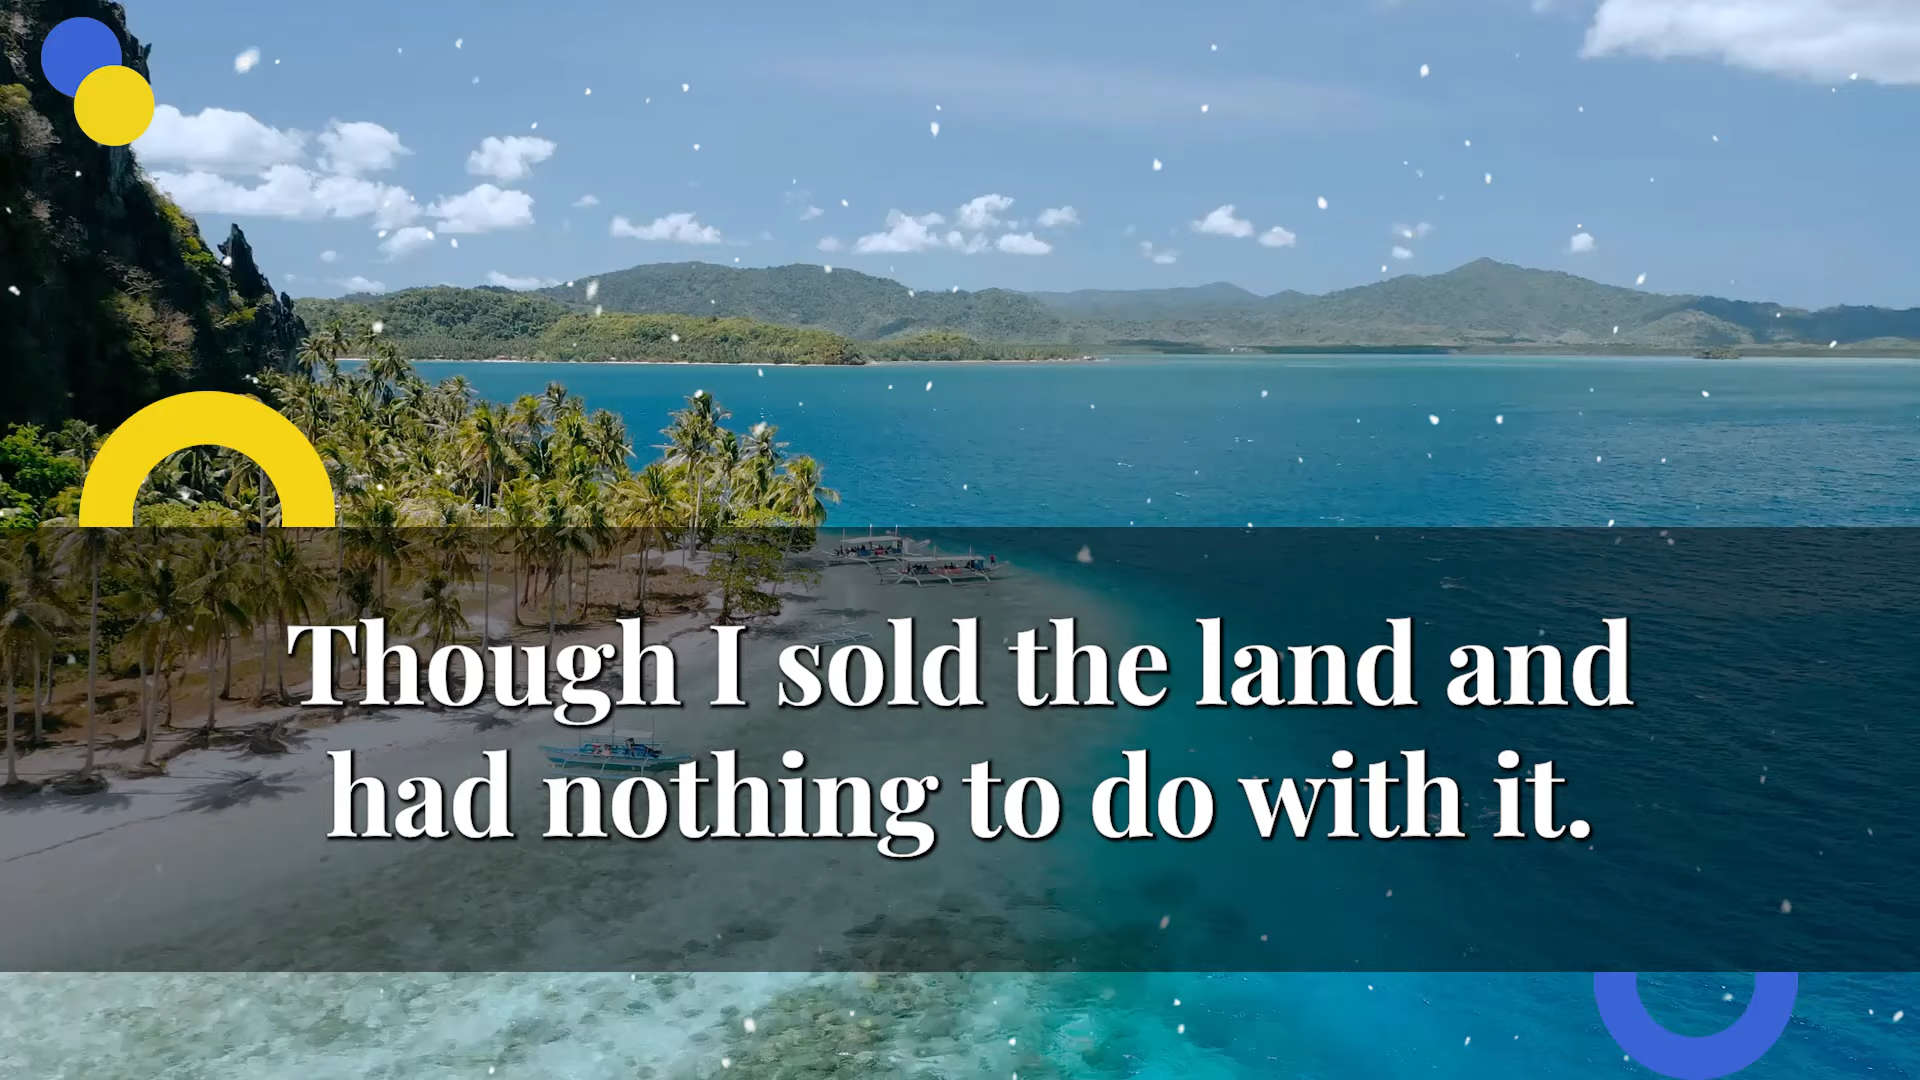 Though I sold the land and
had nothing to do with it.